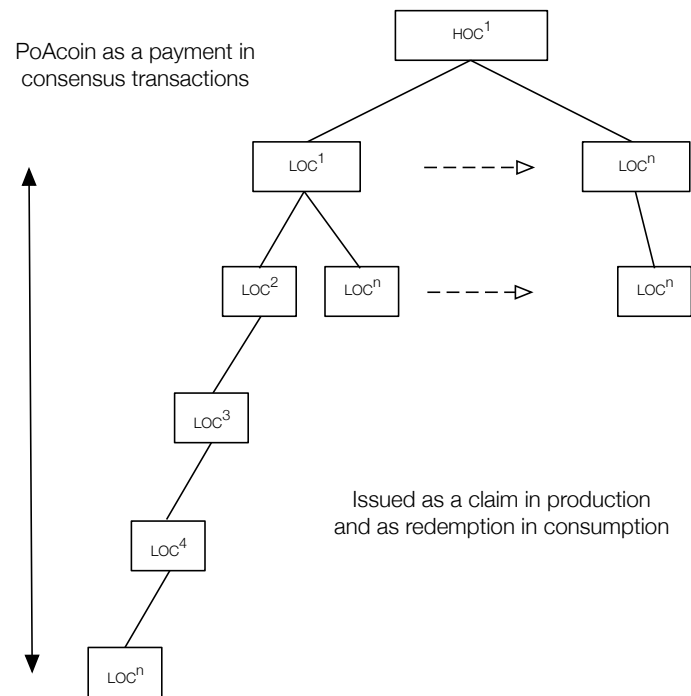 PoAcoin as a payment in
consensus transactions
HOC¹
LOC¹
LOCⁿ
LOC²
LOCⁿ
LOCⁿ
LOC³
Issued as a claim in production
and as redemption in consumption
LOC⁴
LOCⁿ